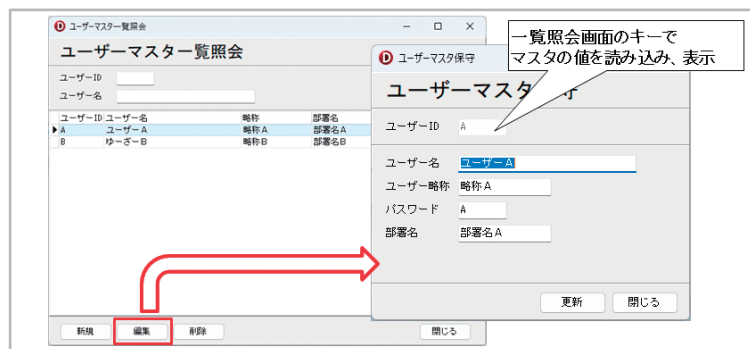 ユーザーマスター覧照会
ユーザーマスター覧照会
ユーザーID
ユーザー名
ユーザーID ユーザー名 略称 部署名
A ユーザーA 略称A 部署名A
B ゆーざーB 略称B 部署名B
新規 編集 削除 閉じる
一覧照会画面のキーで
マスタの値を読み込み、表示
ユーザーマスタ保守
ユーザーマスタ 守
ユーザーID A
ユーザー名 ユーザーA
ユーザー略称 略称A
パスワード A
部署名 部署名A
更新 閉じる